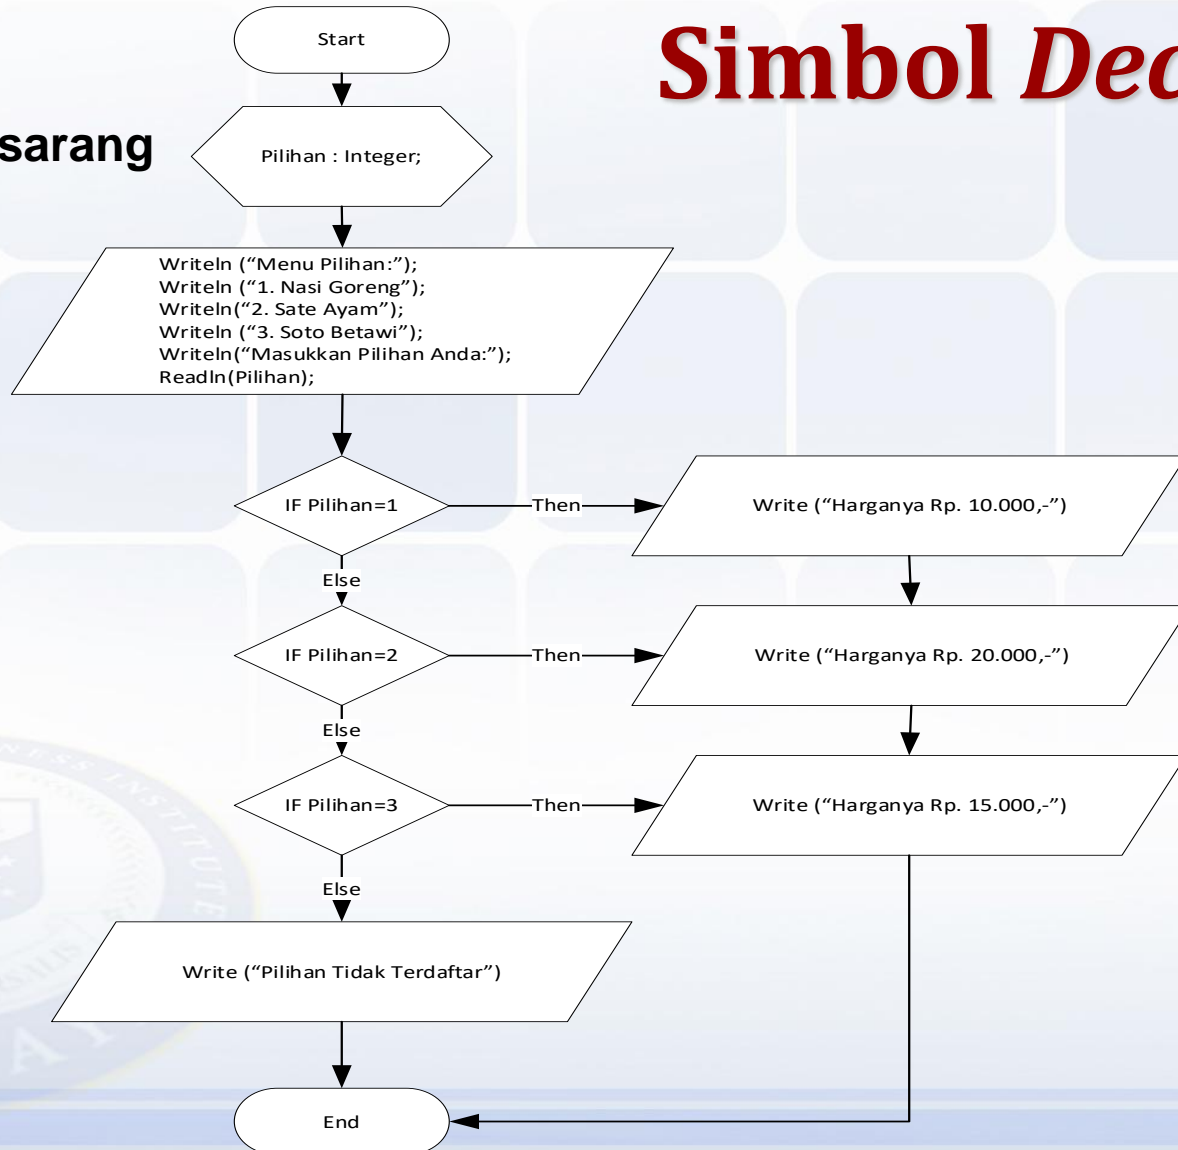 Start
Simbol Dec
sarang
Pilihan : Integer;
Writeln (“Menu Pilihan:”);
Writeln (“1. Nasi Goreng”);
Writeln(“2. Sate Ayam”);
Writeln (“3. Soto Betawi”);
Writeln(“Masukkan Pilihan Anda:”);
Readln(Pilihan);
IF Pilihan=1
Then
Write (“Harganya Rp. 10.000,-”)
Else
IF Pilihan=2
Then
Write (“Harganya Rp. 20.000,-”)
Else
IF Pilihan=3
Then
Write (“Harganya Rp. 15.000,-”)
Else
Write (“Pilihan Tidak Terdaftar”)
End